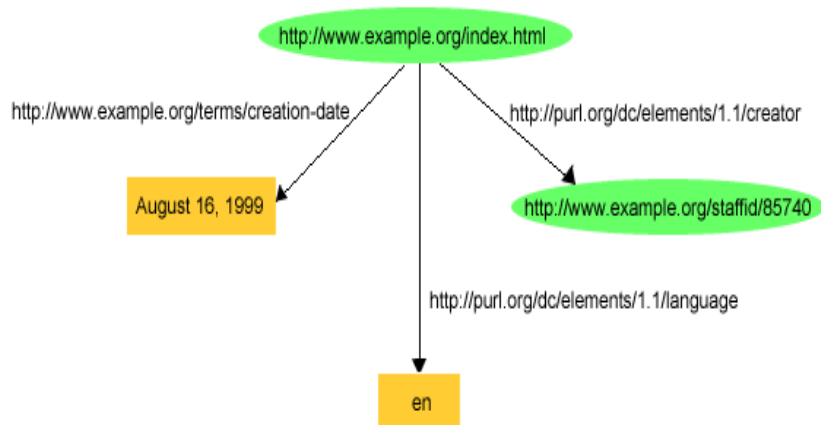 http://www.example.org/index.html
http://www.example.org/terms/creation-date
http://purl.org/dc/elements/1.1/creator
August 16, 1999
http://www.example.org/staffid/85740
http://purl.org/dc/elements/1.1/language
en